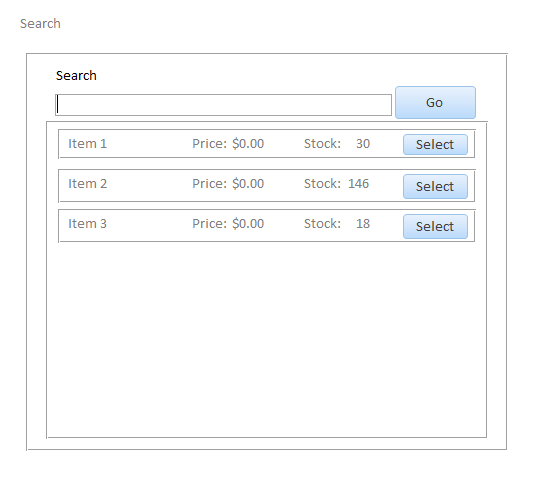 Search
Search
Go
Item 1 Price: $0.00 Stock: 30 Select
Item 2 Price: $0.00 Stock: 146 Select
Item 3 Price: $0.00 Stock: 18 Select